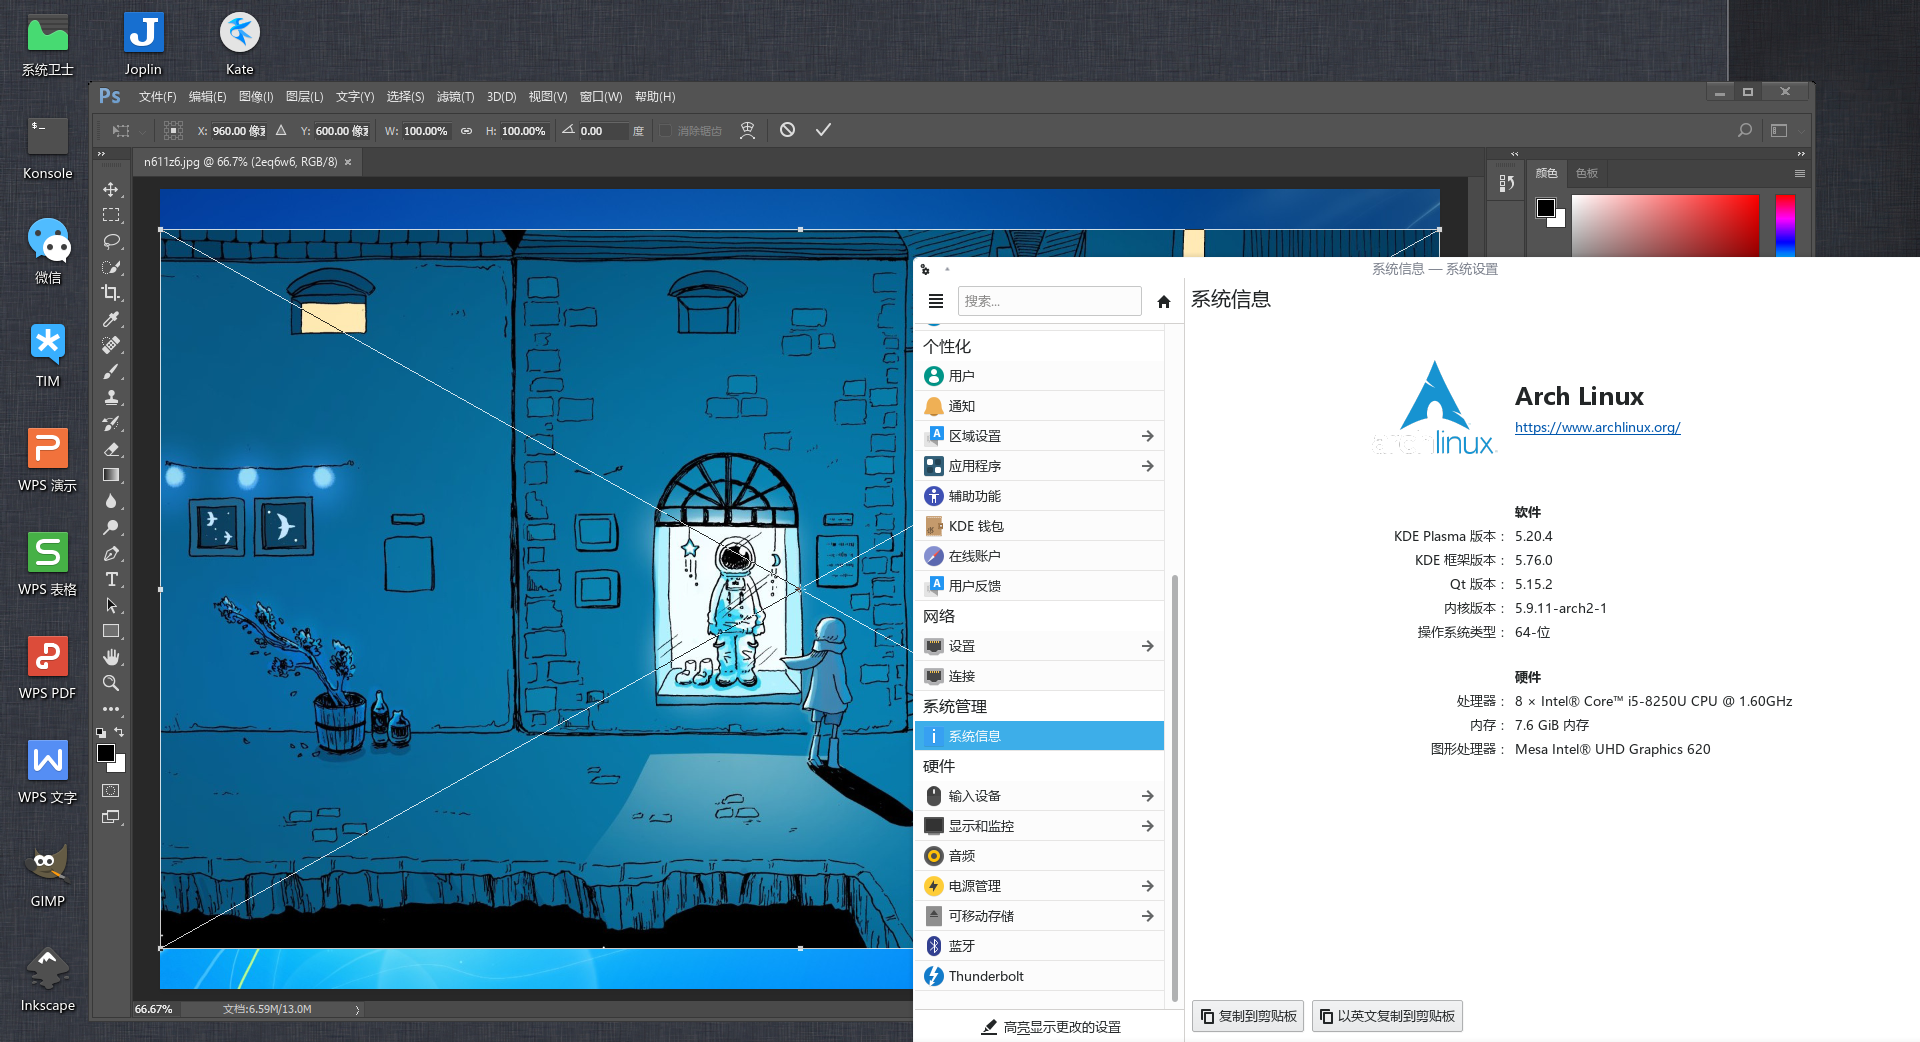 系统卫士
Joplin
Kate
Konsole
微信
TIM
WPS 演示
WPS 表格
WPS PDF
WPS 文字
GIMP
Inkscape
Ps 文件(F) 编辑(E) 图像(I) 图层(L) 文字(Y) 选择(S) 滤镜(T) 3D(D) 视图(V) 窗口(W) 帮助(H)
X: 960.00 像 Y: 600.00 像 W: 100.00% H: 100.00% 0.00 度 消除锯齿
n611z6.jpg @ 66.7% (2eq6w6, RGB/8) ×
颜色 色板
66.67% 文档:6.59M/13.0M
系统信息 — 系统设置
搜索...
个性化
用户
通知
区域设置
应用程序
辅助功能
KDE 钱包
在线账户
用户反馈
网络
设置
连接
系统管理
系统信息
硬件
输入设备
显示和监控
音频
电源管理
可移动存储
蓝牙
Thunderbolt
高亮显示更改的设置
系统信息
archlinux
Arch Linux
https://www.archlinux.org/
软件
KDE Plasma 版本： 5.20.4
KDE 框架版本： 5.76.0
Qt 版本： 5.15.2
内核版本： 5.9.11-arch2-1
操作系统类型： 64-位
硬件
处理器： 8 × Intel® Core™ i5-8250U CPU @ 1.60GHz
内存： 7.6 GiB 内存
图形处理器： Mesa Intel® UHD Graphics 620
复制到剪贴板
以英文复制到剪贴板